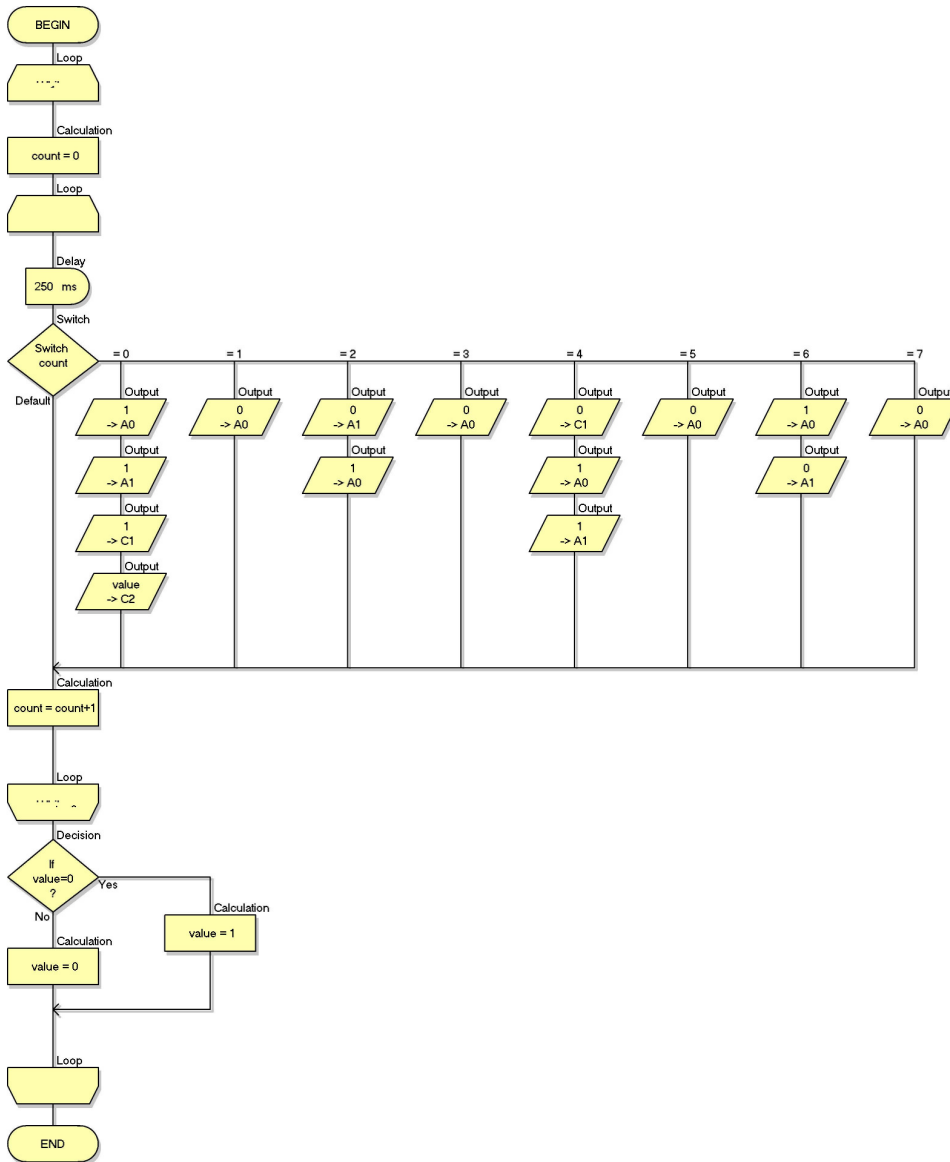 BEGIN
Loop
Calculation
count = 0
Loop
Delay
250 ms
Switch
Switch
count
= 0
= 1
= 2
= 3
= 4
= 5
= 6
= 7
Default
Output
1
-> A0
Output
1
-> A1
Output
1
-> C1
Output
value
-> C2
Output
0
-> A0
Output
0
-> A1
Output
1
-> A0
Output
0
-> A0
Output
0
-> C1
Output
1
-> A0
Output
1
-> A1
Output
0
-> A0
Output
1
-> A0
Output
0
-> A1
Output
0
-> A0
Calculation
count = count+1
Loop
Decision
If
value=0
?
Yes
No
Calculation
value = 1
Calculation
value = 0
Loop
END